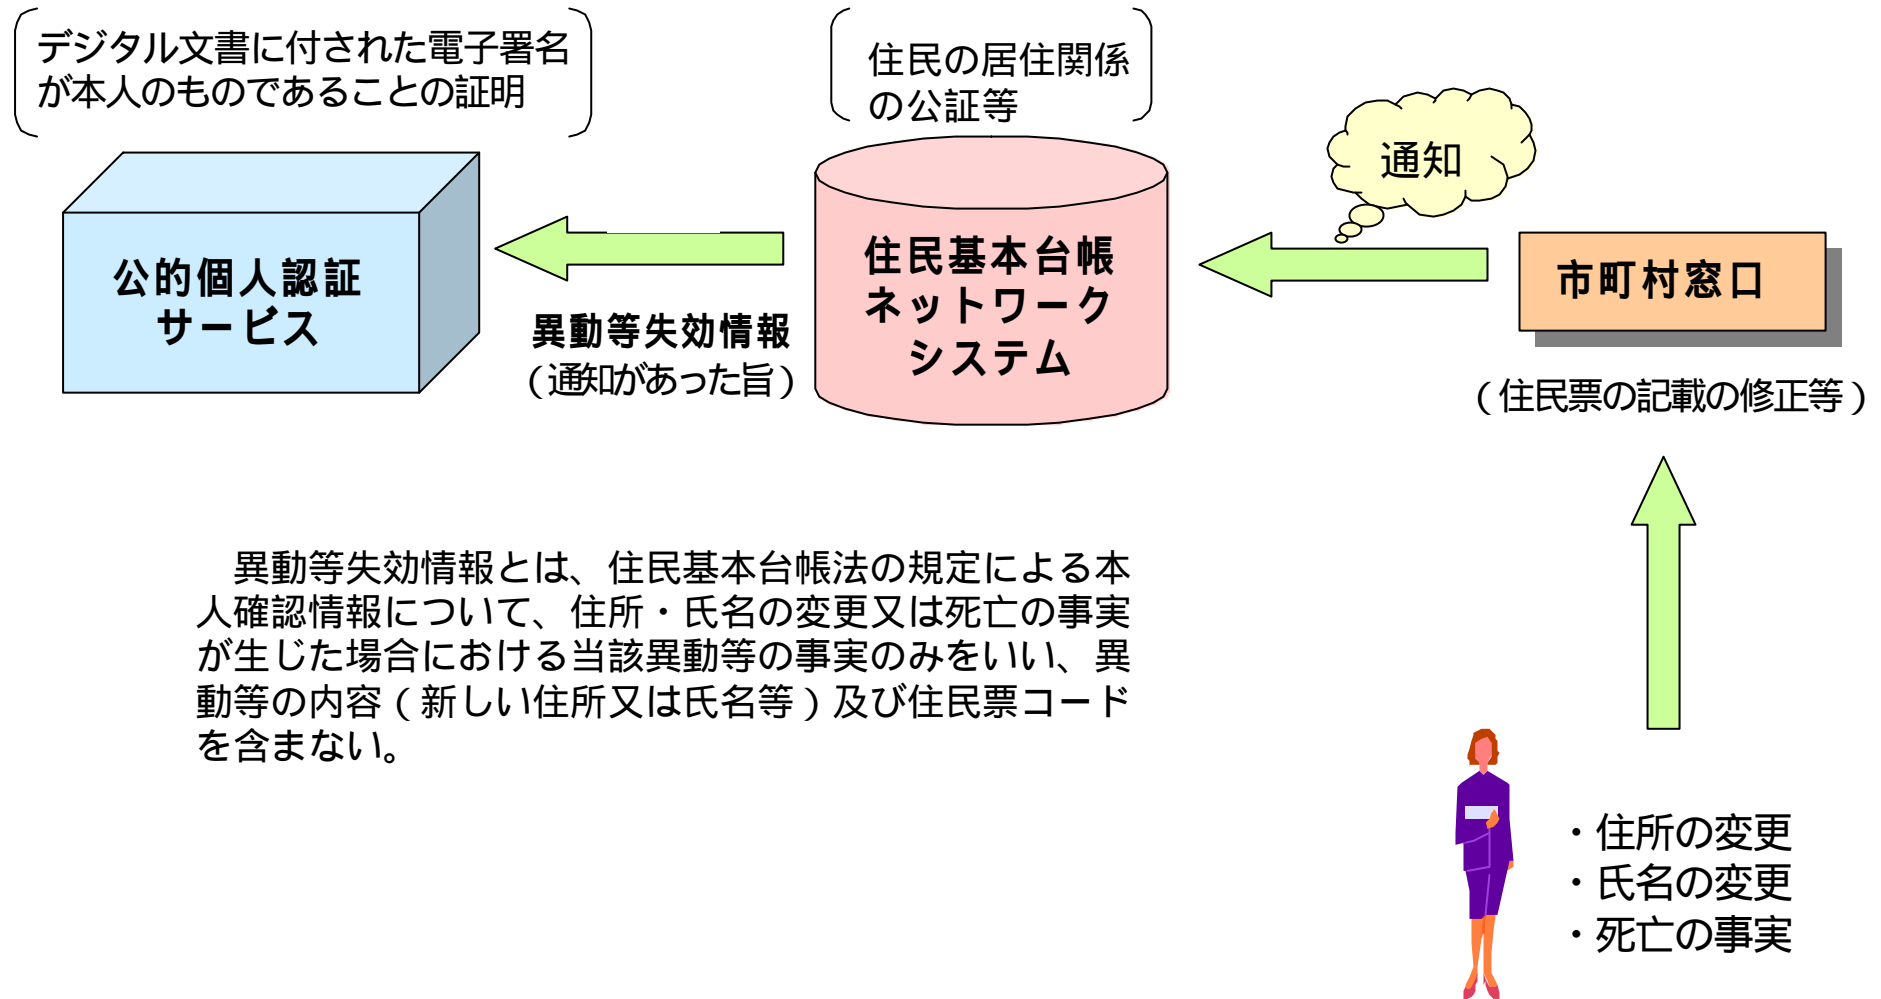 デジタル文書に付された電子署名
が本人のものであることの証明
住民の居住関係
の公証等
通知
公的個人認証
サービス
異動等失効情報
（通知があった旨）
住民基本台帳
ネットワーク
システム
市町村窓口
（住民票の記載の修正等）
異動等失効情報とは、住民基本台帳法の規定による本
人確認情報について、住所・氏名の変更又は死亡の事実
が生じた場合における当該異動等の事実のみをいい、異
動等の内容（新しい住所又は氏名等）及び住民票コード
を含まない。
・住所の変更
・氏名の変更
・死亡の事実